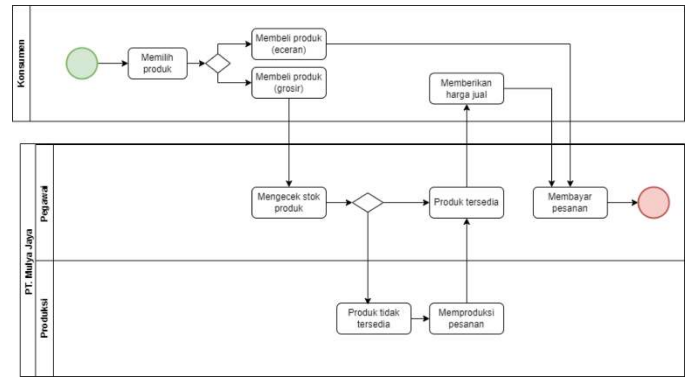 Konsumen
Memilih
produk
Membeli produk
(eceran)
Membeli produk
(grosir)
Memberikan
harga jual
PT. Mulya Jaya
Pegawai
Mengecek stok
produk
Produk tersedia
Membayar
pesanan
Produksi
Produk tidak
tersedia
Memproduksi
pesanan